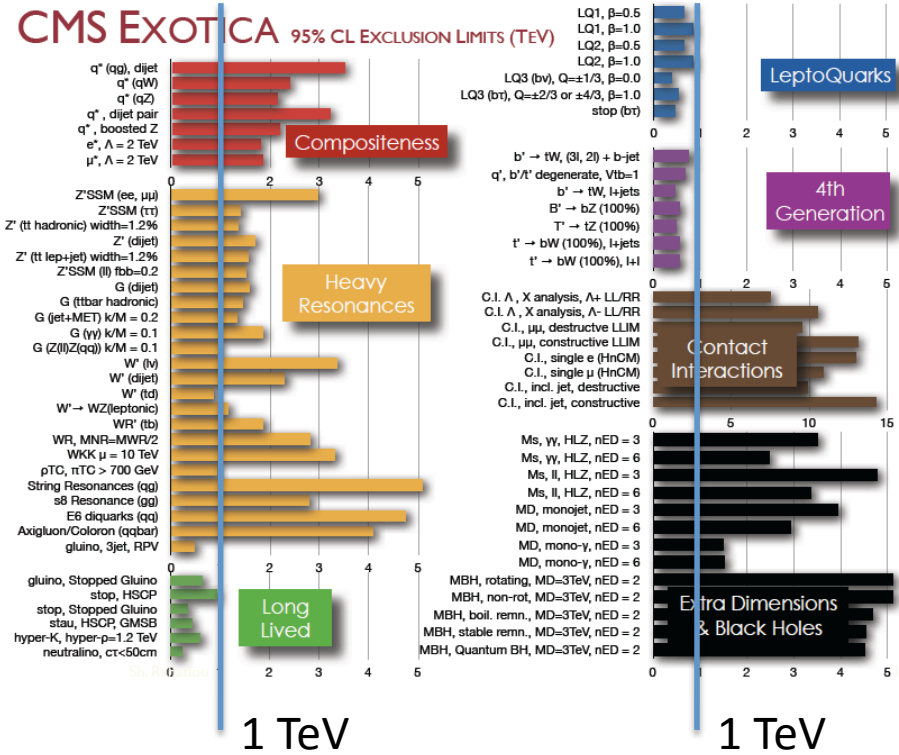 CMS EXOTICA 95% CL EXCLUSION LIMITS (TEV)
q* (qg), dijet
q* (qW)
q* (qZ)
q* , dijet pair
q* , boosted Z
e*, Λ = 2 TeV
μ*, Λ = 2 TeV
Compositeness
0 1 2 3 4 5
Z'SSM (ee, μμ)
Z'SSM (ττ)
Z' (tt hadronic) width=1.2%
Z' (dijet)
Z' (tt lep+jet) width=1.2%
Z'SSM (ll) fbb=0.2
G (dijet)
G (ttbar hadronic)
G (jet+MET) k/M = 0.2
G (γγ) k/M = 0.1
G (Z(ll)Z(qq)) k/M = 0.1
W' (lν)
W' (dijet)
W' (td)
W'→ WZ(leptonic)
WR' (tb)
WR, MNR=MWR/2
WKK μ = 10 TeV
ρTC, πTC > 700 GeV
String Resonances (qg)
s8 Resonance (gg)
E6 diquarks (qq)
Axigluon/Coloron (qqbar)
gluino, 3jet, RPV
Heavy
Resonances
0 1 2 3 4 5
gluino, Stopped Gluino
stop, HSCP
stop, Stopped Gluino
stau, HSCP, GMSB
hyper-K, hyper-ρ=1.2 TeV
neutralino, cτ<50cm
Long
Lived
0 1 2 3 4 5
1 TeV
LQ1, β=0.5
LQ1, β=1.0
LQ2, β=0.5
LQ2, β=1.0
LQ3 (bν), Q=±1/3, β=0.0
LQ3 (bτ), Q=±2/3 or ±4/3, β=1.0
stop (bτ)
LeptoQuarks
0 1 2 3 4 5
b' → tW, (3l, 2l) + b-jet
q', b'/t' degenerate, Vtb=1
b' → tW, l+jets
B' → bZ (100%)
T' → tZ (100%)
t' → bW (100%), l+jets
t' → bW (100%), l+l
4th
Generation
0 1 2 3 4 5
C.I. Λ , X analysis, Λ+ LL/RR
C.I. Λ , X analysis, Λ- LL/RR
C.I., μμ, destructve LLIM
C.I., μμ, constructive LLIM
C.I., single e (HnCM)
C.I., single μ (HnCM)
C.I., incl. jet, destructive
C.I., incl. jet, constructive
Contact
Interactions
0 5 10 15
Ms, γγ, HLZ, nED = 3
Ms, γγ, HLZ, nED = 6
Ms, ll, HLZ, nED = 3
Ms, ll, HLZ, nED = 6
MD, monojet, nED = 3
MD, monojet, nED = 6
MD, mono-γ, nED = 3
MD, mono-γ, nED = 6
MBH, rotating, MD=3TeV, nED = 2
MBH, non-rot, MD=3TeV, nED = 2
MBH, boil. remn., MD=3TeV, nED = 2
MBH, stable remn., MD=3TeV, nED = 2
MBH, Quantum BH, MD=3TeV, nED = 2
Extra Dimensions
& Black Holes
0 1 2 3 4 5
1 TeV